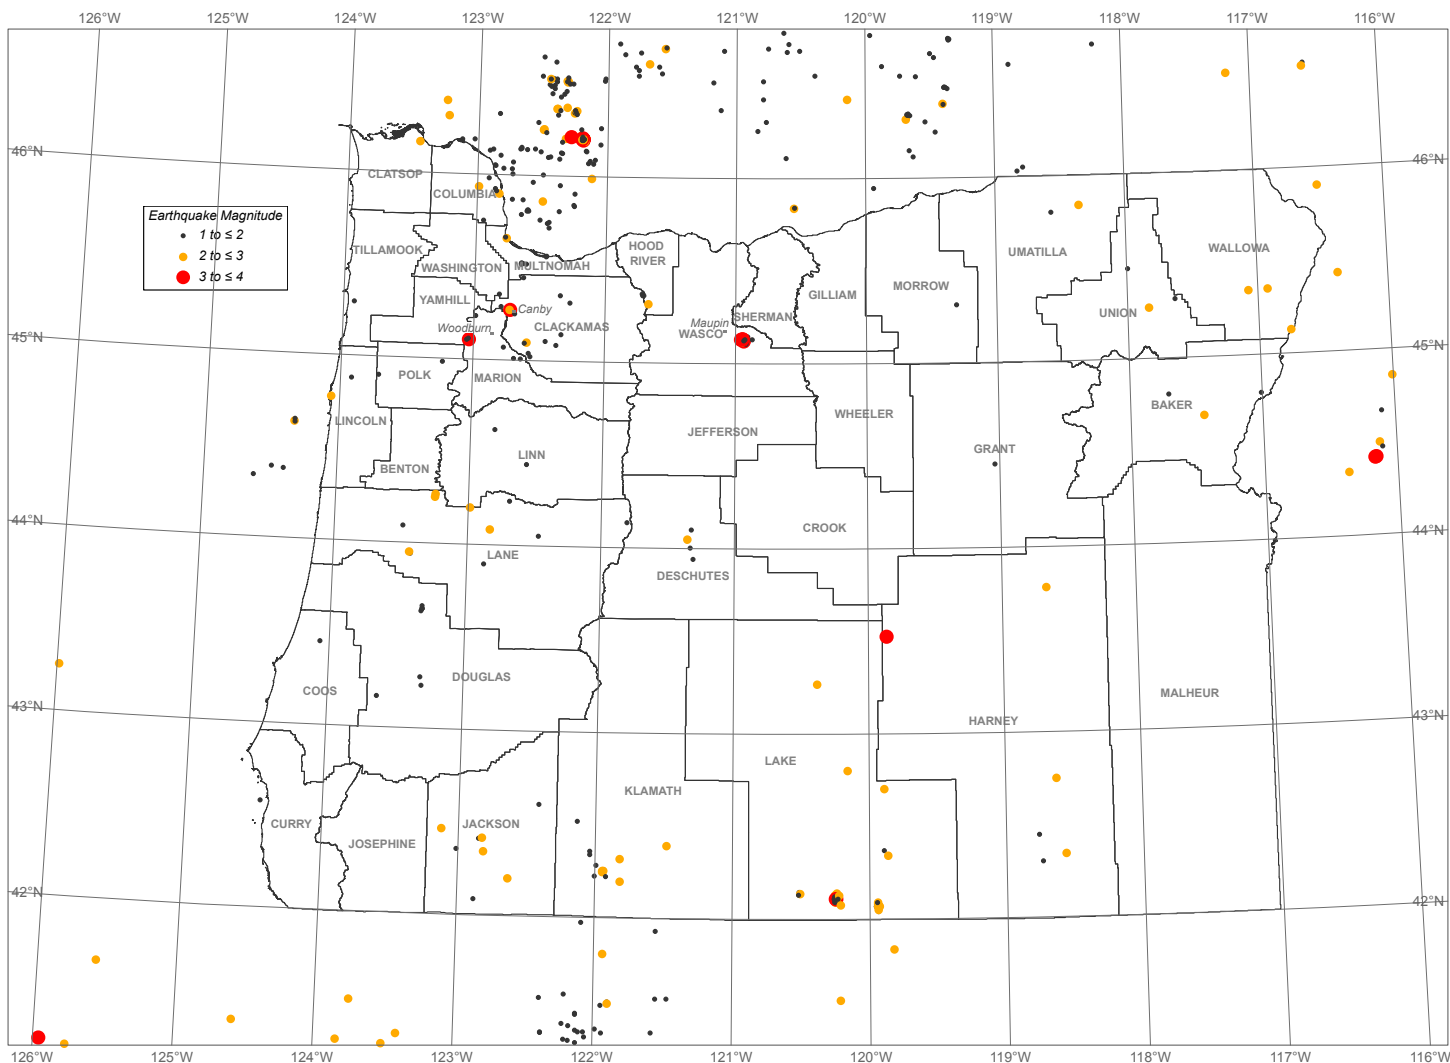 126°W 125°W 124°W 123°W 122°W 121°W 120°W 119°W 118°W 117°W 116°W
46°N 46°N
CLATSOP
COLUMBIA
Earthquake Magnitude
1 to ≤ 2
2 to ≤ 3
3 to ≤ 4
TILLAMOOK
WASHINGTON
MULTNOMAH
HOOD
RIVER
UMATILLA
WALLOWA
YAMHILL
Canby
GILLIAM
MORROW
Woodburn
CLACKAMAS
Maupin
WASCO
SHERMAN
UNION
45°N 45°N
POLK
MARION
LINCOLN
JEFFERSON
WHEELER
BAKER
BENTON
LINN
GRANT
44°N 44°N
CROOK
LANE
DESCHUTES
COOS
DOUGLAS
MALHEUR
43°N 43°N
HARNEY
LAKE
KLAMATH
CURRY
JOSEPHINE
JACKSON
42°N 42°N
126°W 125°W 124°W 123°W 122°W 121°W 120°W 119°W 118°W 117°W 116°W